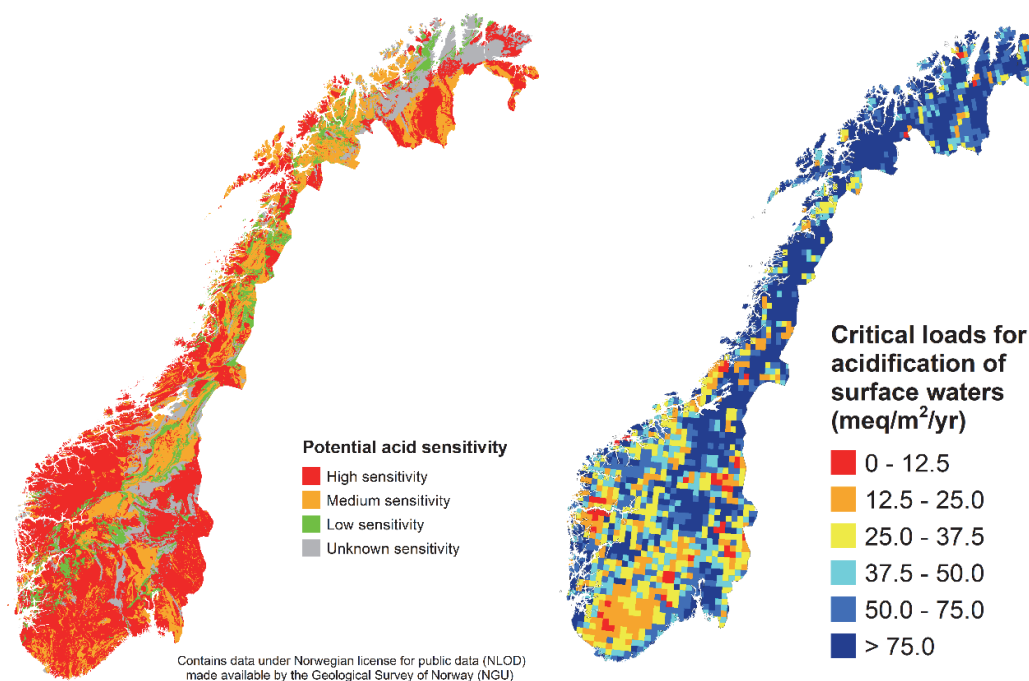 Potential acid sensitivity
High sensitivity
Medium sensitivity
Low sensitivity
Unknown sensitivity
Contains data under Norwegian license for public data (NLOD)
made available by the Geological Survey of Norway (NGU)
Critical loads for
acidification of
surface waters
(meq/m²/yr)
0 - 12.5
12.5 - 25.0
25.0 - 37.5
37.5 - 50.0
50.0 - 75.0
> 75.0